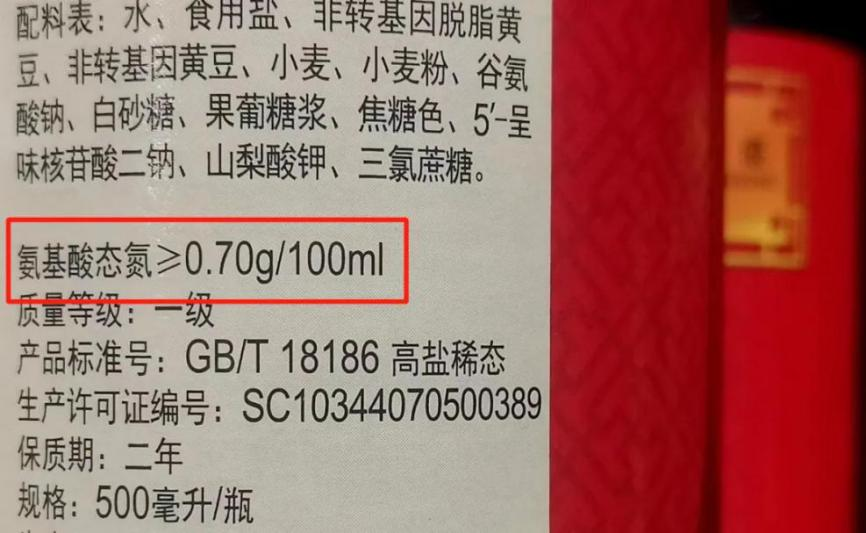 配料表：水、食用盐、非转基因脱脂黄
豆、非转基因黄豆、小麦、小麦粉、谷氨
酸钠、白砂糖、果葡糖浆、焦糖色、5′-呈
味核苷酸二钠、山梨酸钾、三氯蔗糖。
氨基酸态氮≥0.70g/100ml
质量等级：一级
产品标准号：GB/T 18186 高盐稀态
生产许可证编号：SC10344070500389
保质期：二年
规格：500毫升/瓶